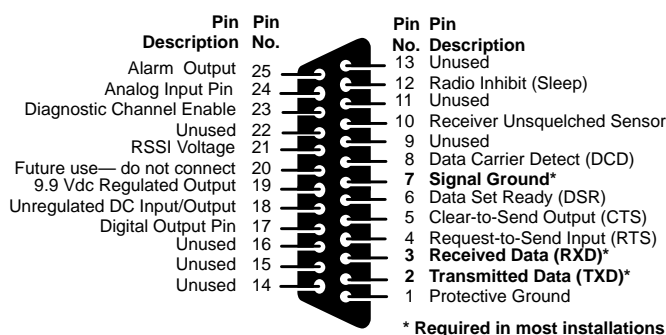 Pin Pin
Description No.
Alarm Output 25
Analog Input Pin 24
Diagnostic Channel Enable 23
Unused 22
RSSI Voltage 21
Future use— do not connect 20
9.9 Vdc Regulated Output 19
Unregulated DC Input/Output 18
Digital Output Pin 17
Unused 16
Unused 15
Unused 14
Pin Pin
No. Description
13 Unused
12 Radio Inhibit (Sleep)
11 Unused
10 Receiver Unsquelched Sensor
9 Unused
8 Data Carrier Detect (DCD)
7 Signal Ground*
6 Data Set Ready (DSR)
5 Clear-to-Send Output (CTS)
4 Request-to-Send Input (RTS)
3 Received Data (RXD)*
2 Transmitted Data (TXD)*
1 Protective Ground
* Required in most installations